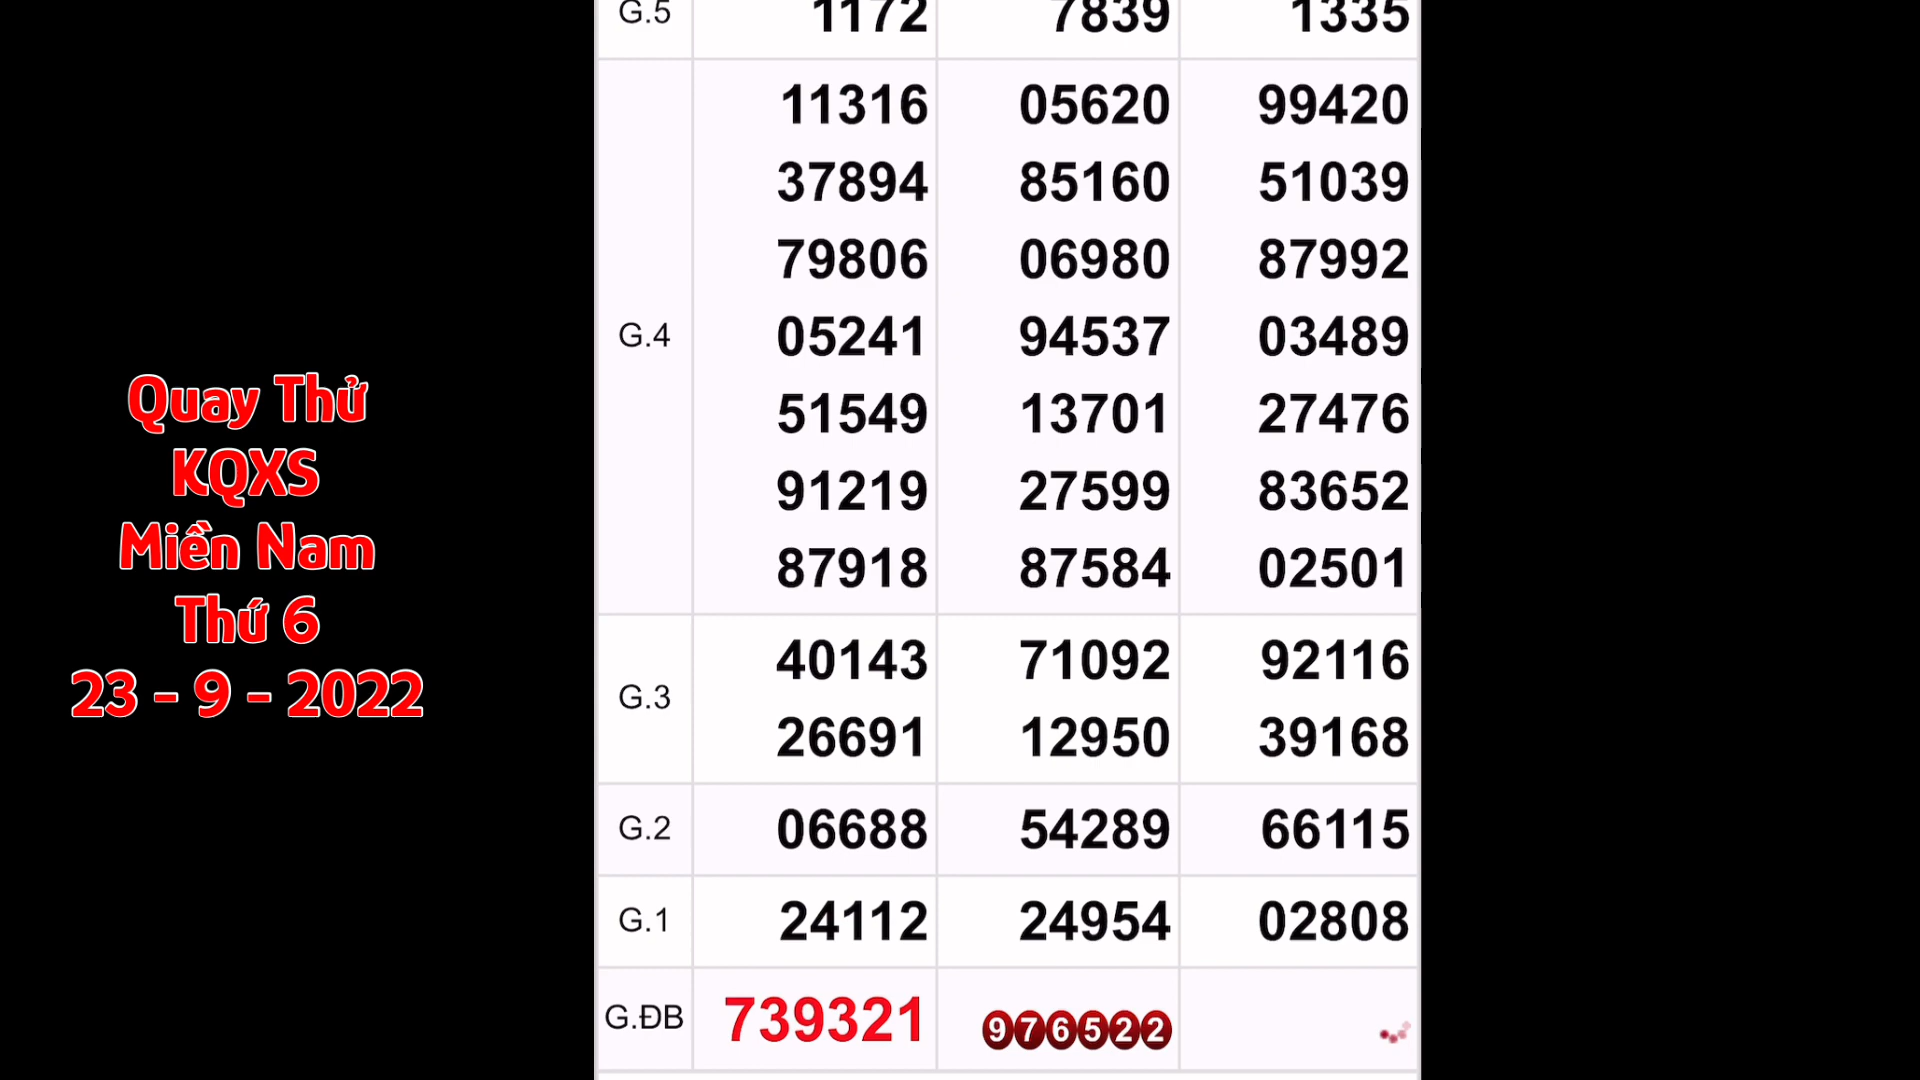 Quay Thử
KQXS
Miền Nam
Thứ 6
23 - 9 - 2022
G.5 1172 7839 1335
G.4
11316 05620 99420
37894 85160 51039
79806 06980 87992
05241 94537 03489
51549 13701 27476
91219 27599 83652
87918 87584 02501
G.3
40143 71092 92116
26691 12950 39168
G.2 06688 54289 66115
G.1 24112 24954 02808
G.ĐB 739321 976522